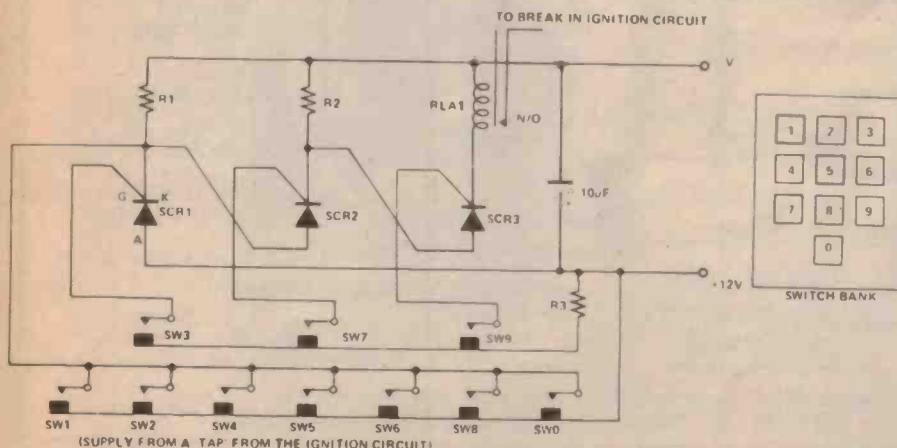 TO BREAK IN IGNITION CIRCUIT
V
R1
R2
RLA1
N/O
1 2 3
4 5 6
7 8 9
0
G K
SCR1
SCR2
SCR3
10uF
+
A
+12V
SWITCH BANK
R3
SW3
SW7
SW9
SW1 SW2 SW4 SW5 SW6 SW8 SW0
(SUPPLY FROM A TAP FROM THE IGNITION CIRCUIT)